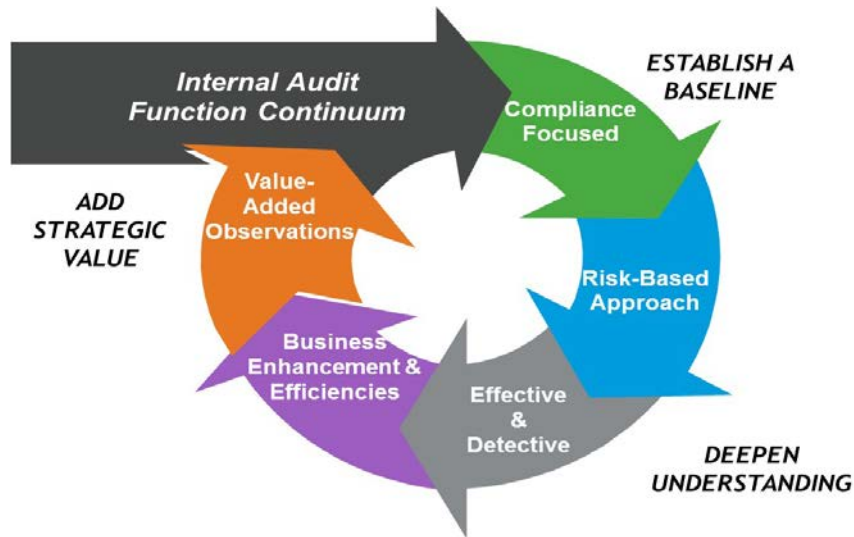 Internal Audit
Function Continuum
ESTABLISH A
BASELINE
Compliance
Focused
Risk-Based
Approach
DEEPEN
UNDERSTANDING
Effective
&
Detective
Business
Enhancement &
Efficiencies
Value-
Added
Observations
ADD
STRATEGIC
VALUE